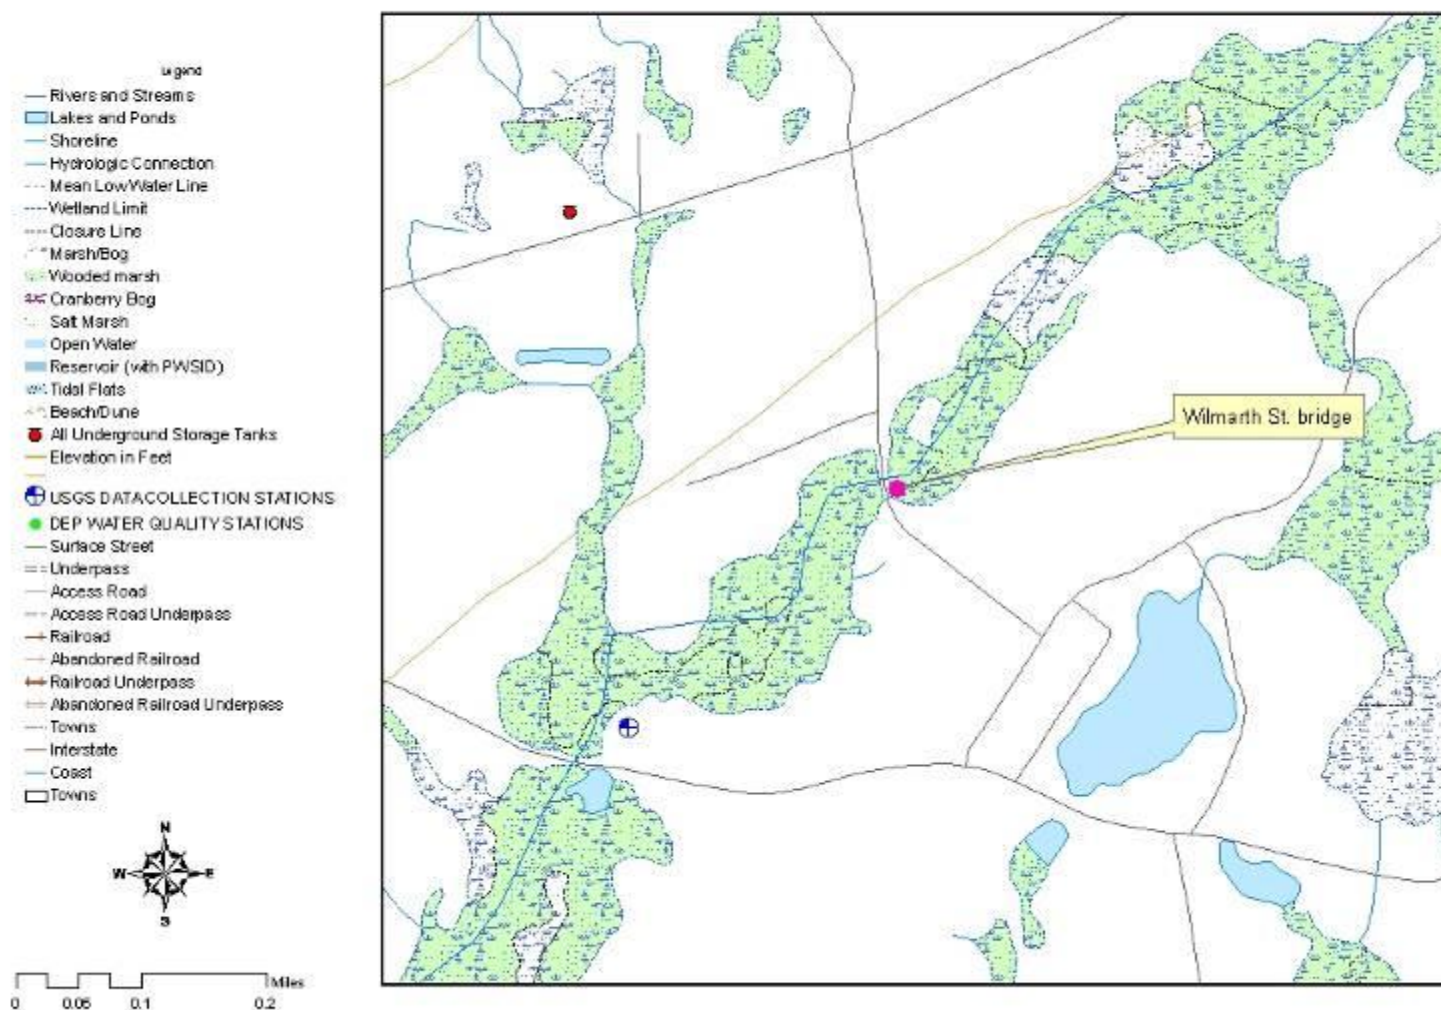 Legend
Rivers and Streams
Lakes and Ponds
Shoreline
Hydrologic Connection
Mean Low Water Line
Wetland Limit
Closure Line
Marsh/Bog
Wooded marsh
Cranberry Bog
Salt Marsh
Open Water
Reservoir (with PWSID)
Tidal Flats
Beach/Dune
All Underground Storage Tanks
Elevation in Feet
USGS DATA COLLECTION STATIONS
DEP WATER QUALITY STATIONS
Surface Street
Underpass
Access Road
Access Road Underpass
Railroad
Abandoned Railroad
Railroad Underpass
Abandoned Railroad Underpass
Towns
Interstate
Coast
Towns
N
W E
S
Miles
0 0.05 0.1 0.2
Wilmarth St. bridge